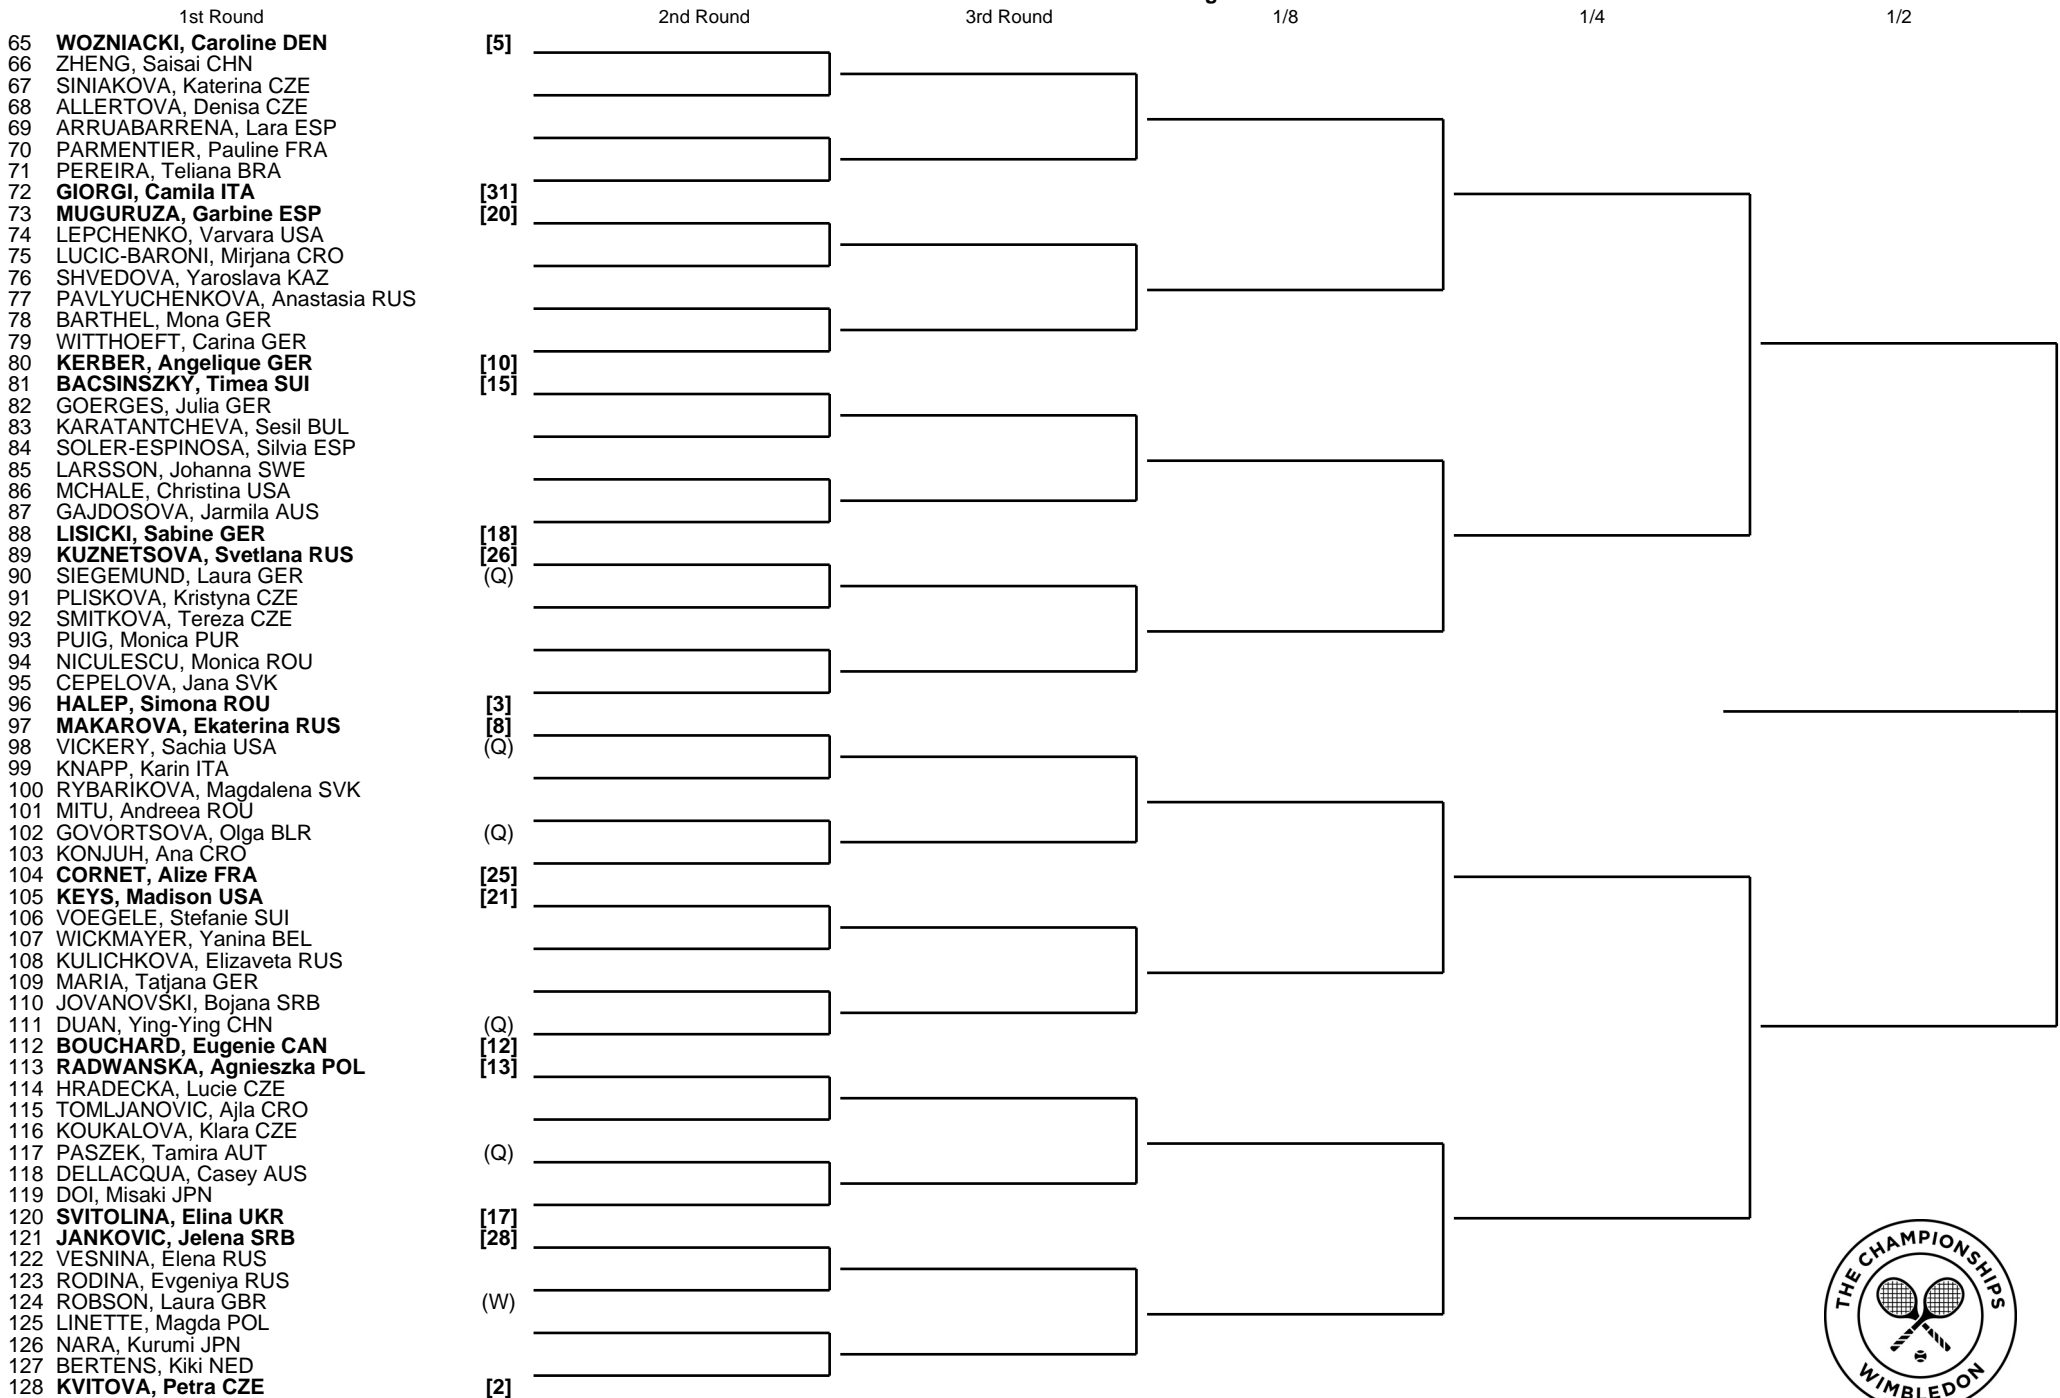 1st Round 2nd Round 3rd Round 1/8 1/4 1/2
65 WOZNIACKI, Caroline DEN [5]
66 ZHENG, Saisai CHN
67 SINIAKOVA, Katerina CZE
68 ALLERTOVA, Denisa CZE
69 ARRUABARRENA, Lara ESP
70 PARMENTIER, Pauline FRA
71 PEREIRA, Teliana BRA
72 GIORGI, Camila ITA [31]
73 MUGURUZA, Garbine ESP [20]
74 LEPCHENKO, Varvara USA
75 LUCIC-BARONI, Mirjana CRO
76 SHVEDOVA, Yaroslava KAZ
77 PAVLYUCHENKOVA, Anastasia RUS
78 BARTHEL, Mona GER
79 WITTHOEFT, Carina GER
80 KERBER, Angelique GER [10]
81 BACSINSZKY, Timea SUI [15]
82 GOERGES, Julia GER
83 KARATANTCHEVA, Sesil BUL
84 SOLER-ESPINOSA, Silvia ESP
85 LARSSON, Johanna SWE
86 MCHALE, Christina USA
87 GAJDOSOVA, Jarmila AUS
88 LISICKI, Sabine GER [18]
89 KUZNETSOVA, Svetlana RUS [26]
90 SIEGEMUND, Laura GER (Q)
91 PLISKOVA, Kristyna CZE
92 SMITKOVA, Tereza CZE
93 PUIG, Monica PUR
94 NICULESCU, Monica ROU
95 CEPELOVA, Jana SVK
96 HALEP, Simona ROU [3]
97 MAKAROVA, Ekaterina RUS [8]
98 VICKERY, Sachia USA (Q)
99 KNAPP, Karin ITA
100 RYBARIKOVA, Magdalena SVK
101 MITU, Andreea ROU
102 GOVORTSOVA, Olga BLR (Q)
103 KONJUH, Ana CRO
104 CORNET, Alize FRA [25]
105 KEYS, Madison USA [21]
106 VOEGELE, Stefanie SUI
107 WICKMAYER, Yanina BEL
108 KULICHKOVA, Elizaveta RUS
109 MARIA, Tatjana GER
110 JOVANOVSKI, Bojana SRB
111 DUAN, Ying-Ying CHN (Q)
112 BOUCHARD, Eugenie CAN [12]
113 RADWANSKA, Agnieszka POL [13]
114 HRADECKA, Lucie CZE
115 TOMLJANOVIC, Ajla CRO
116 KOUKALOVA, Klara CZE
117 PASZEK, Tamira AUT (Q)
118 DELLACQUA, Casey AUS
119 DOI, Misaki JPN
120 SVITOLINA, Elina UKR [17]
121 JANKOVIC, Jelena SRB [28]
122 VESNINA, Elena RUS
123 RODINA, Evgeniya RUS
124 ROBSON, Laura GBR (W)
125 LINETTE, Magda POL
126 NARA, Kurumi JPN
127 BERTENS, Kiki NED
128 KVITOVA, Petra CZE [2]
THE CHAMPIONSHIPS
WIMBLEDON